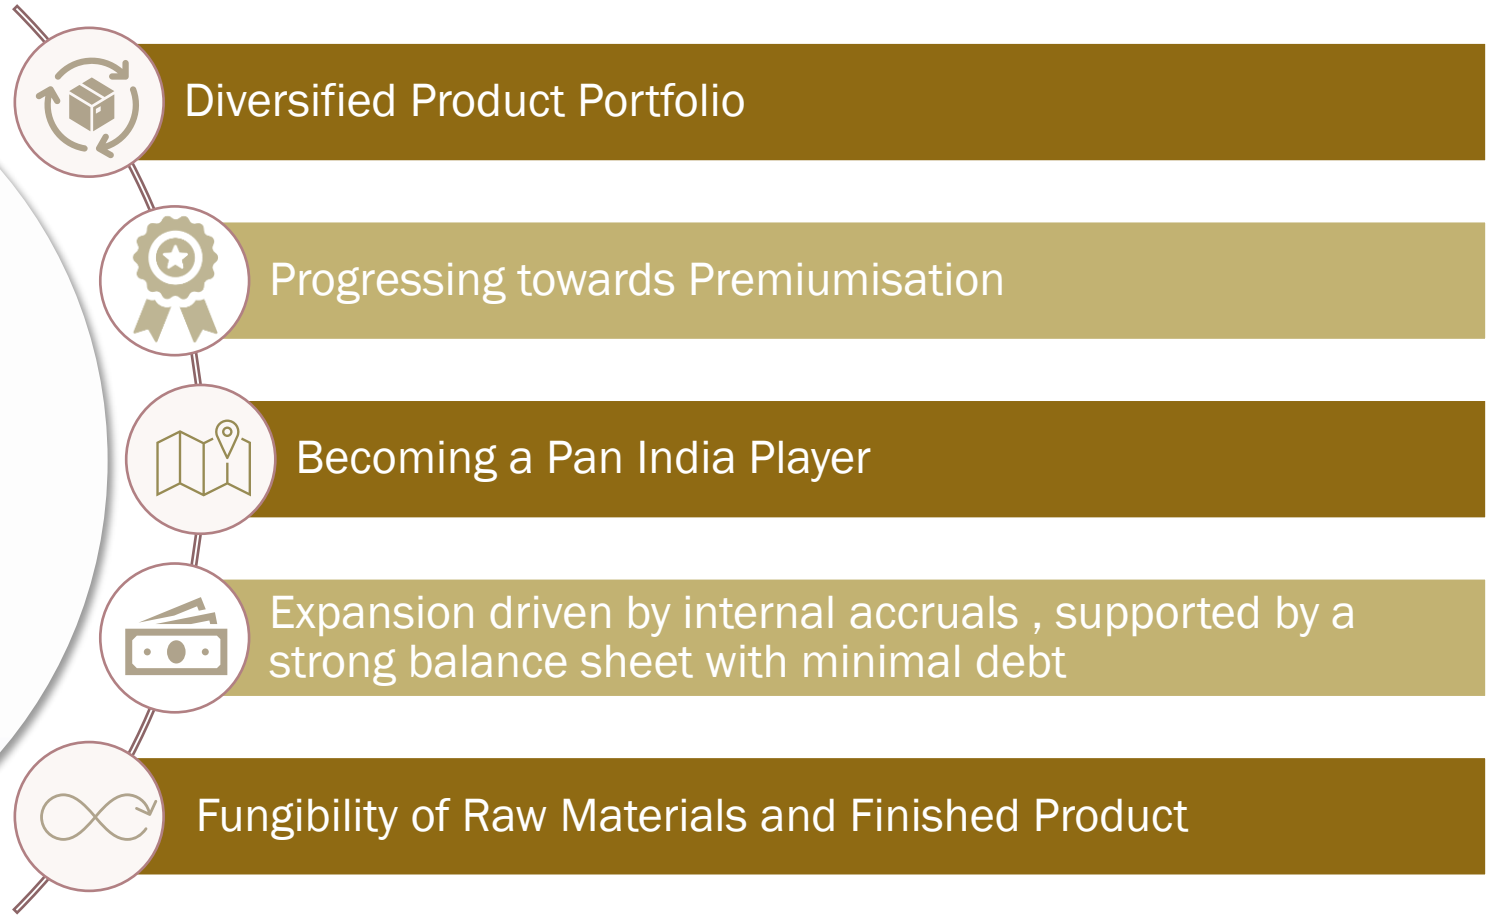 Diversified Product Portfolio
Progressing towards Premiumisation
Becoming a Pan India Player
Expansion driven by internal accruals , supported by a
strong balance sheet with minimal debt
Fungibility of Raw Materials and Finished Product